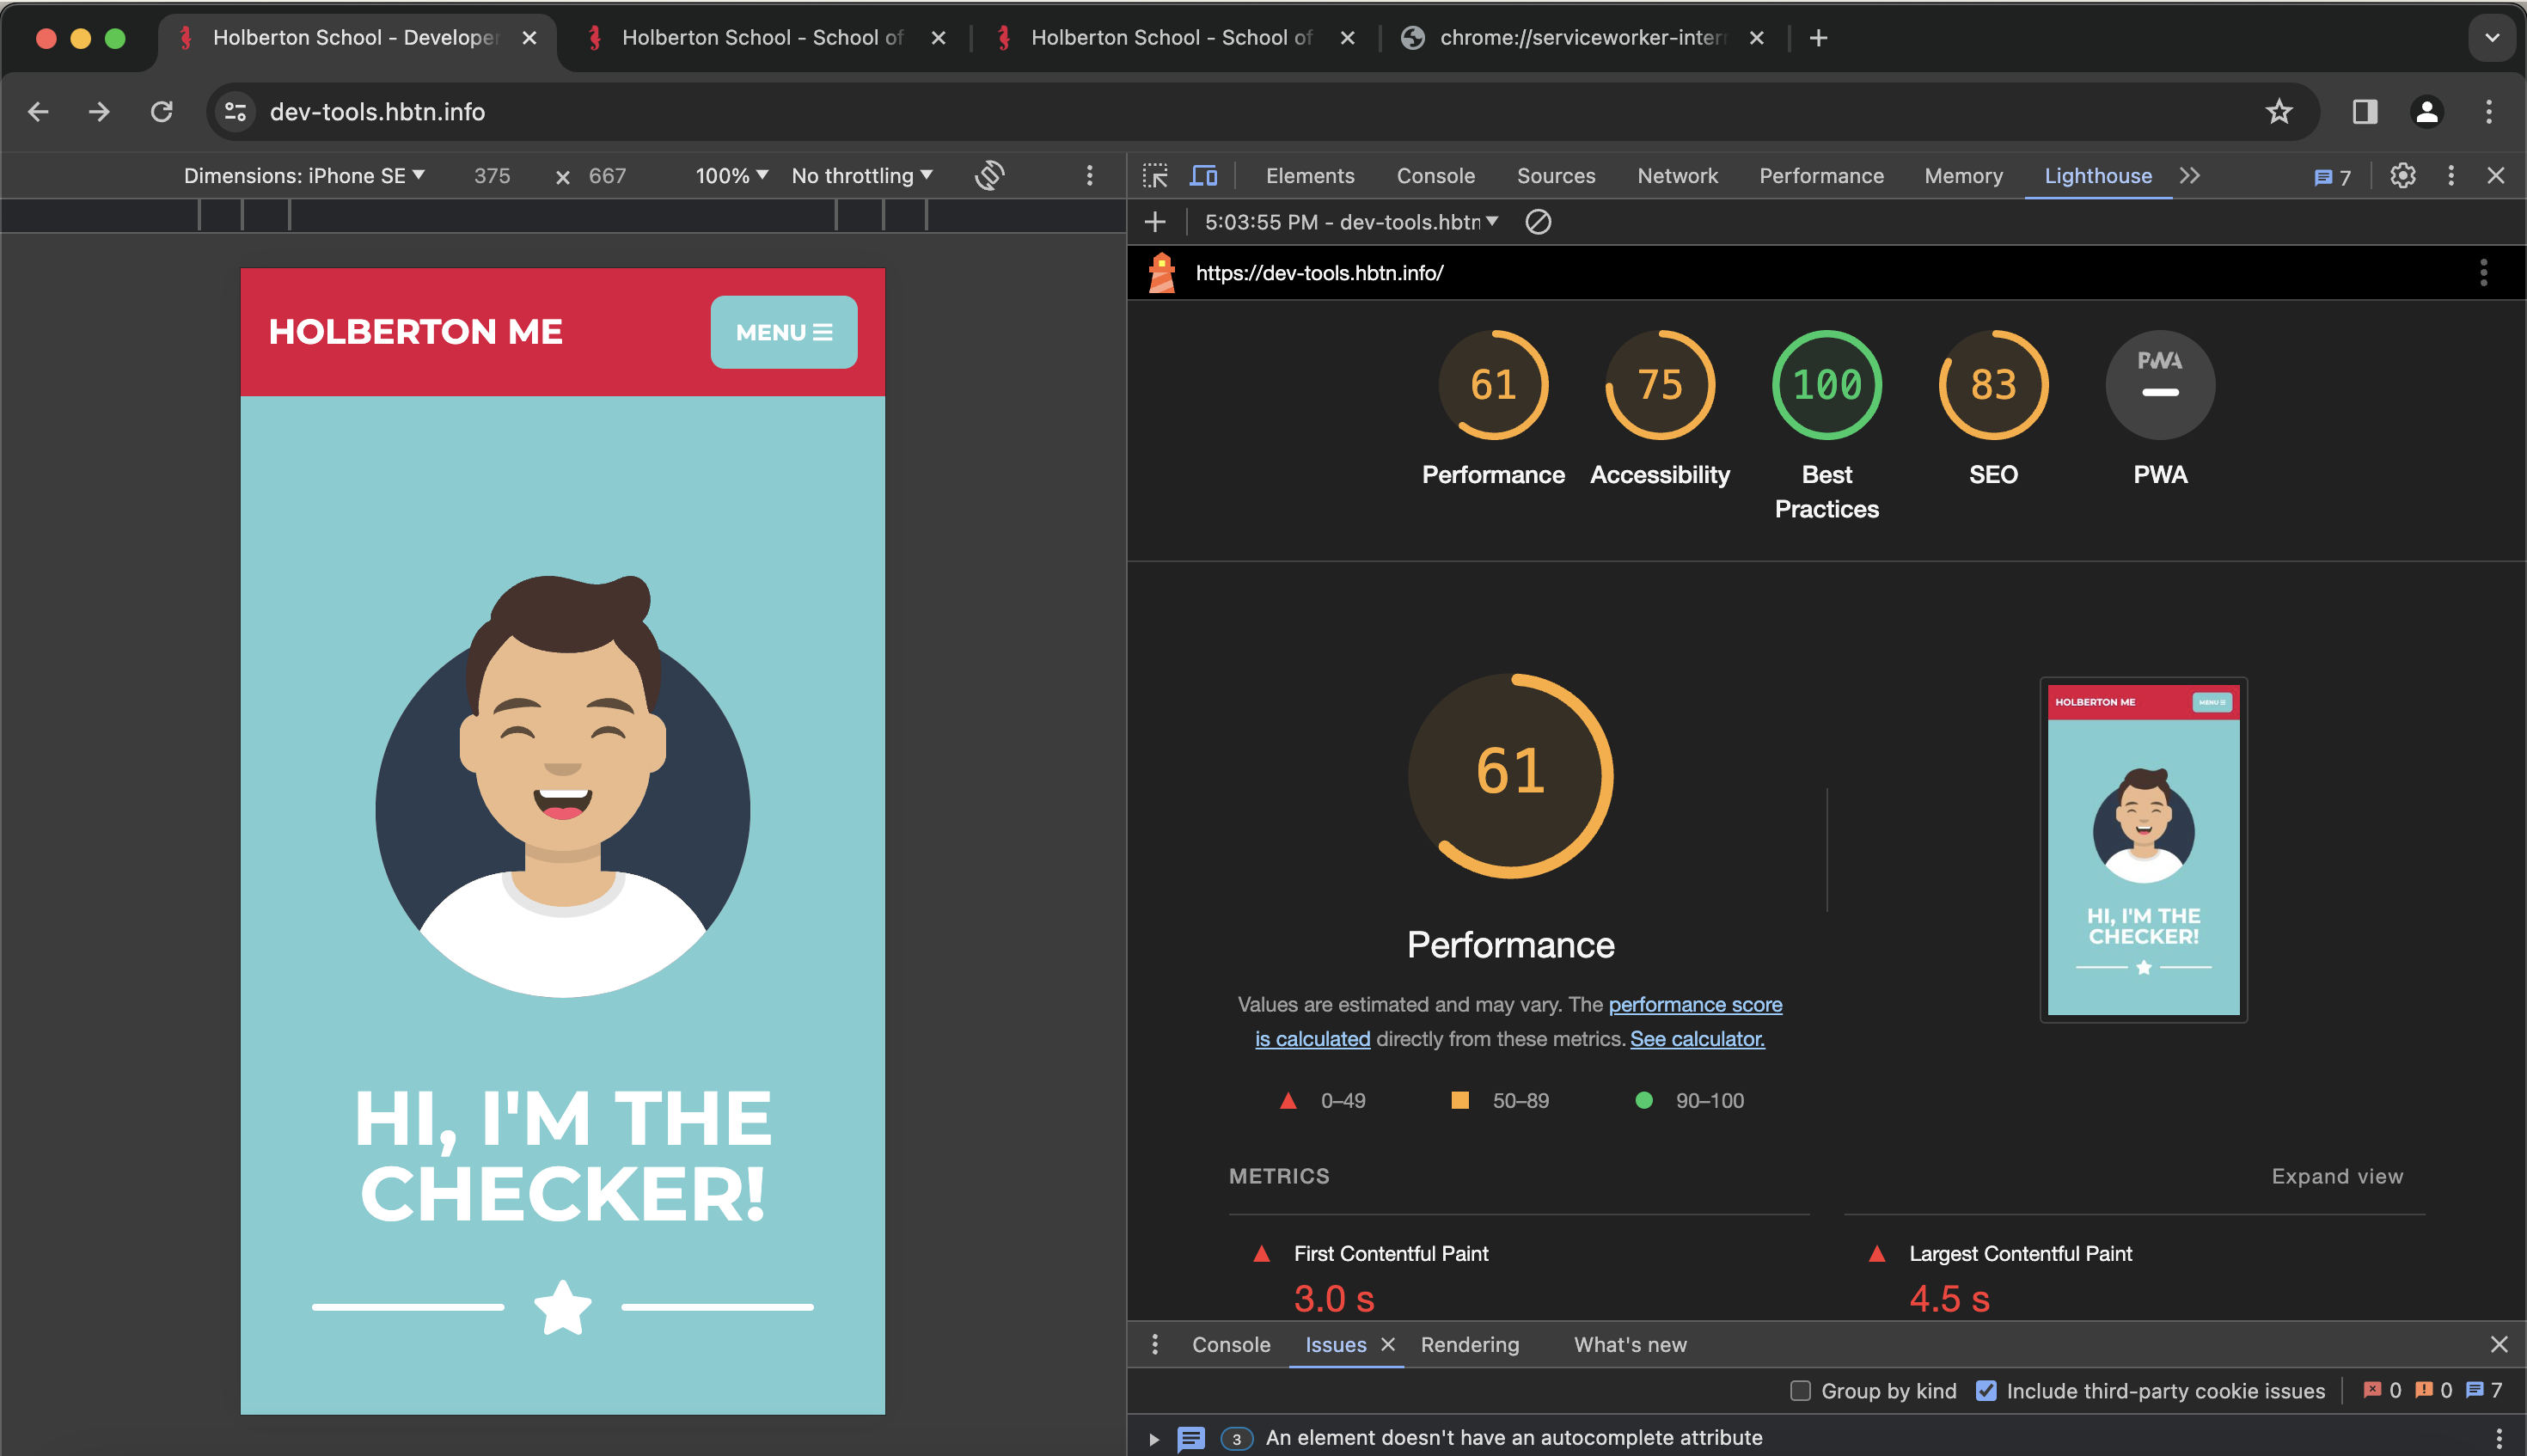 Holberton School - Developer
Holberton School - School of
Holberton School - School of
chrome://serviceworker-inter
dev-tools.hbtn.info
Dimensions: iPhone SE 375 × 667 100% No throttling
Elements Console Sources Network Performance Memory Lighthouse 7
5:03:55 PM - dev-tools.hbtn
https://dev-tools.hbtn.info/
HOLBERTON ME
MENU
HI, I'M THE
CHECKER!
61 75 100 83 PWA
Performance Accessibility Best SEO PWA
Practices
61
Performance
Values are estimated and may vary. The performance score
is calculated directly from these metrics. See calculator.
0–49 50–89 90–100
HOLBERTON ME MENU
HI, I'M THE
CHECKER!
METRICS Expand view
First Contentful Paint
3.0 s
Largest Contentful Paint
4.5 s
Console Issues Rendering What's new
Group by kind Include third-party cookie issues 0 0 7
3 An element doesn't have an autocomplete attribute